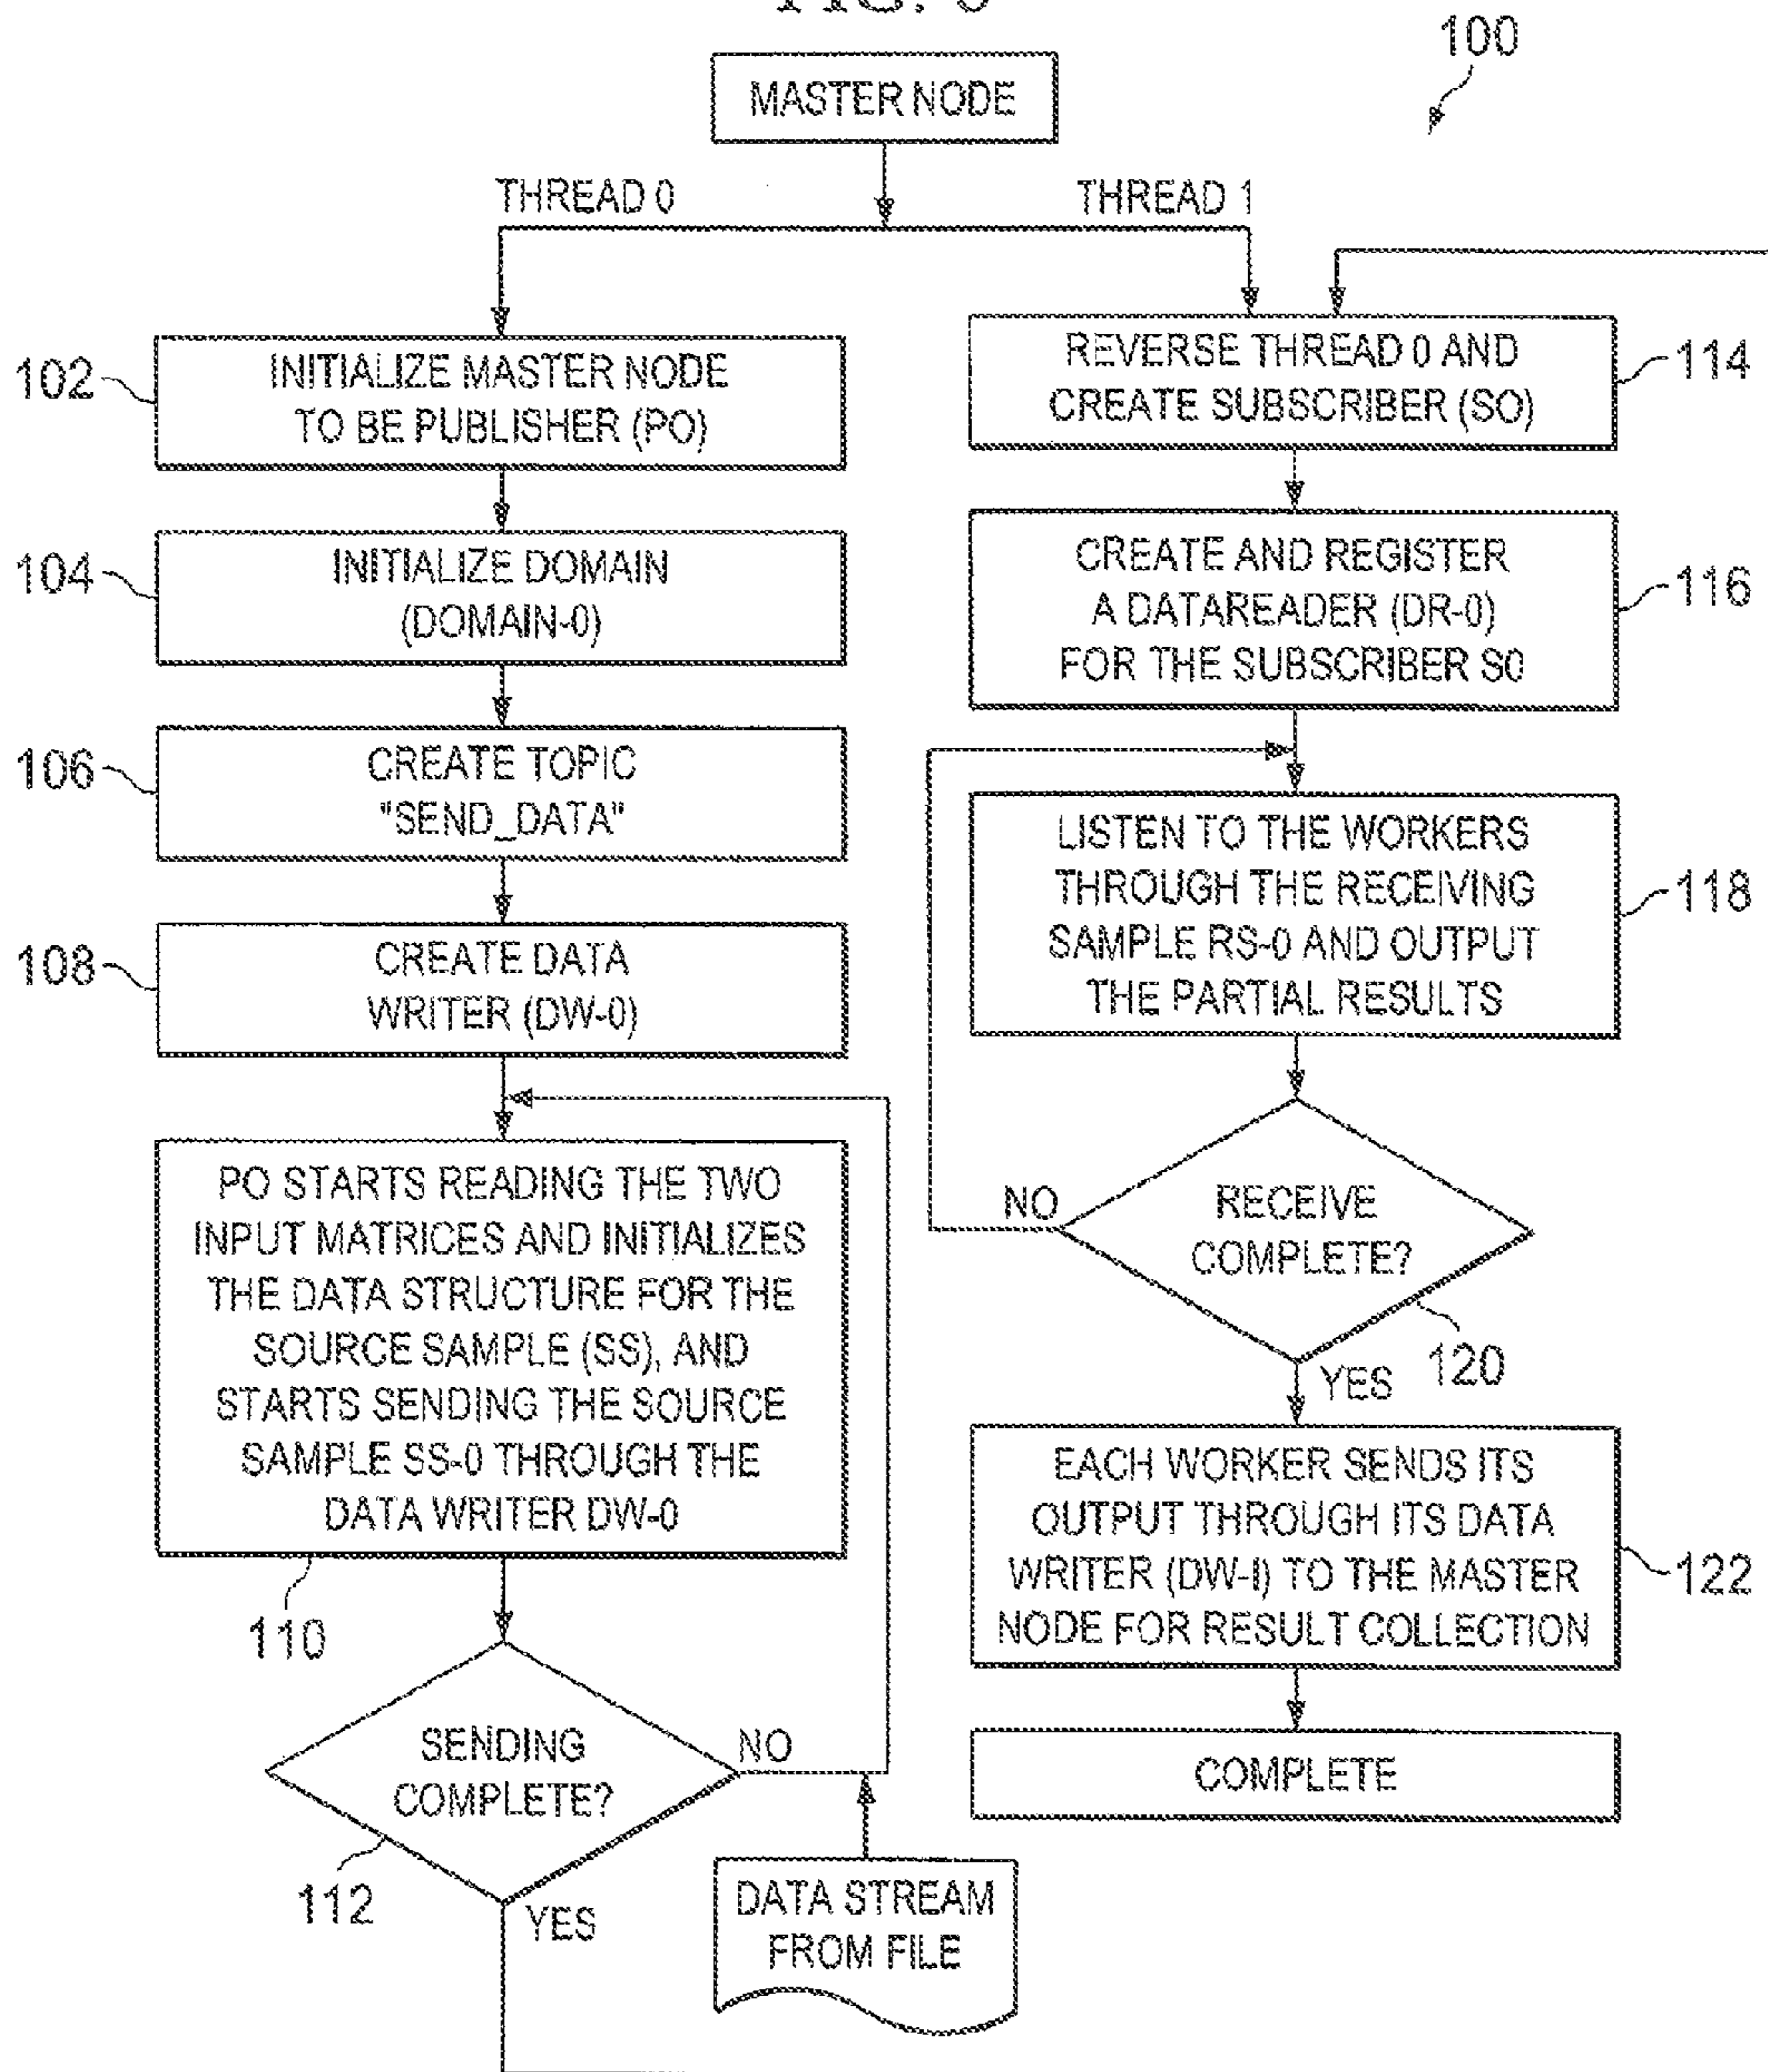 100
MASTER NODE
THREAD 0
THREAD 1
102
INITIALIZE MASTER NODE
TO BE PUBLISHER (PO)
104
INITIALIZE DOMAIN
(DOMAIN-0)
106
CREATE TOPIC
"SEND_DATA"
108
CREATE DATA
WRITER (DW-0)
PO STARTS READING THE TWO
INPUT MATRICES AND INITIALIZES
THE DATA STRUCTURE FOR THE
SOURCE SAMPLE (SS), AND
STARTS SENDING THE SOURCE
SAMPLE SS-0 THROUGH THE
DATA WRITER DW-0
110
SENDING
COMPLETE?
NO
112
YES
DATA STREAM
FROM FILE
REVERSE THREAD 0 AND
CREATE SUBSCRIBER (SO)
114
CREATE AND REGISTER
A DATAREADER (DR-0)
FOR THE SUBSCRIBER S0
116
LISTEN TO THE WORKERS
THROUGH THE RECEIVING
SAMPLE RS-0 AND OUTPUT
THE PARTIAL RESULTS
118
NO
RECEIVE
COMPLETE?
120
YES
EACH WORKER SENDS ITS
OUTPUT THROUGH ITS DATA
WRITER (DW-I) TO THE MASTER
NODE FOR RESULT COLLECTION
122
COMPLETE